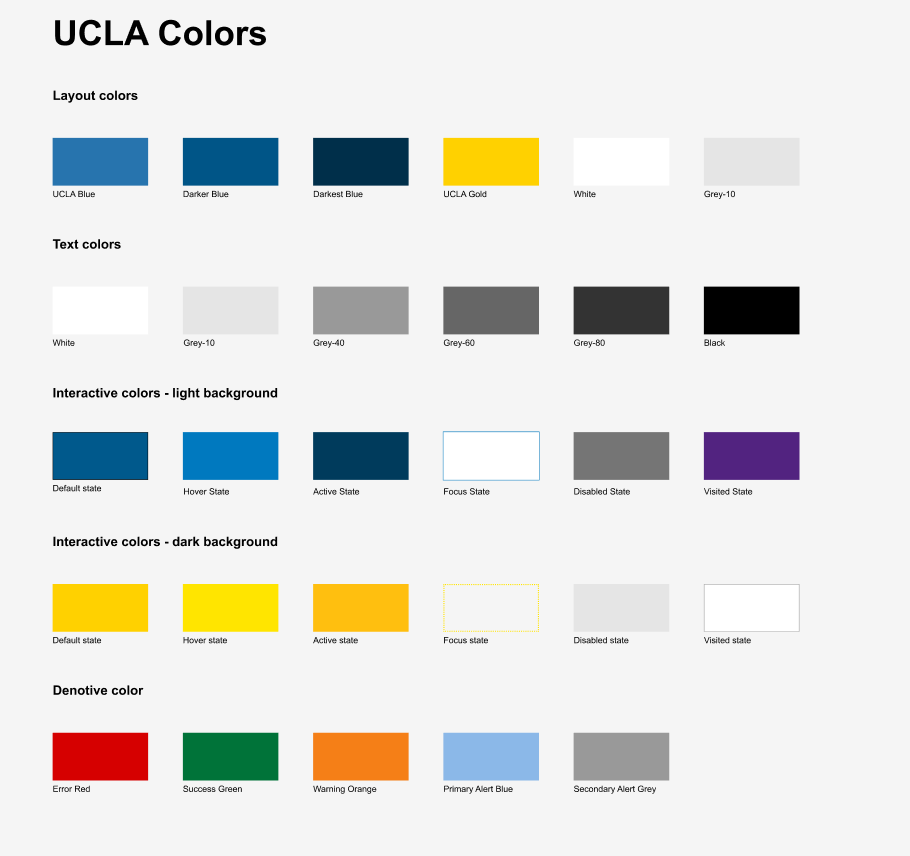 UCLA Colors
Layout colors
UCLA Blue Darker Blue Darkest Blue UCLA Gold White Grey-10
Text colors
White Grey-10 Grey-40 Grey-60 Grey-80 Black
Interactive colors - light background
Default state Hover State Active State Focus State Disabled State Visited State
Interactive colors - dark background
Default state Hover state Active state Focus state Disabled state Visited state
Denotive color
Error Red Success Green Warning Orange Primary Alert Blue Secondary Alert Grey